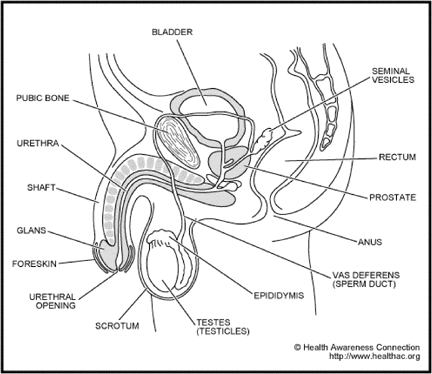 BLADDER
SEMINAL
VESICLES
PUBIC BONE
URETHRA
RECTUM
SHAFT
PROSTATE
GLANS
ANUS
FORESKIN
VAS DEFERENS
(SPERM DUCT)
URETHRAL
OPENING
EPIDIDYMIS
SCROTUM
TESTES
(TESTICLES)
© Health Awareness Connection
http://www.healthac.org